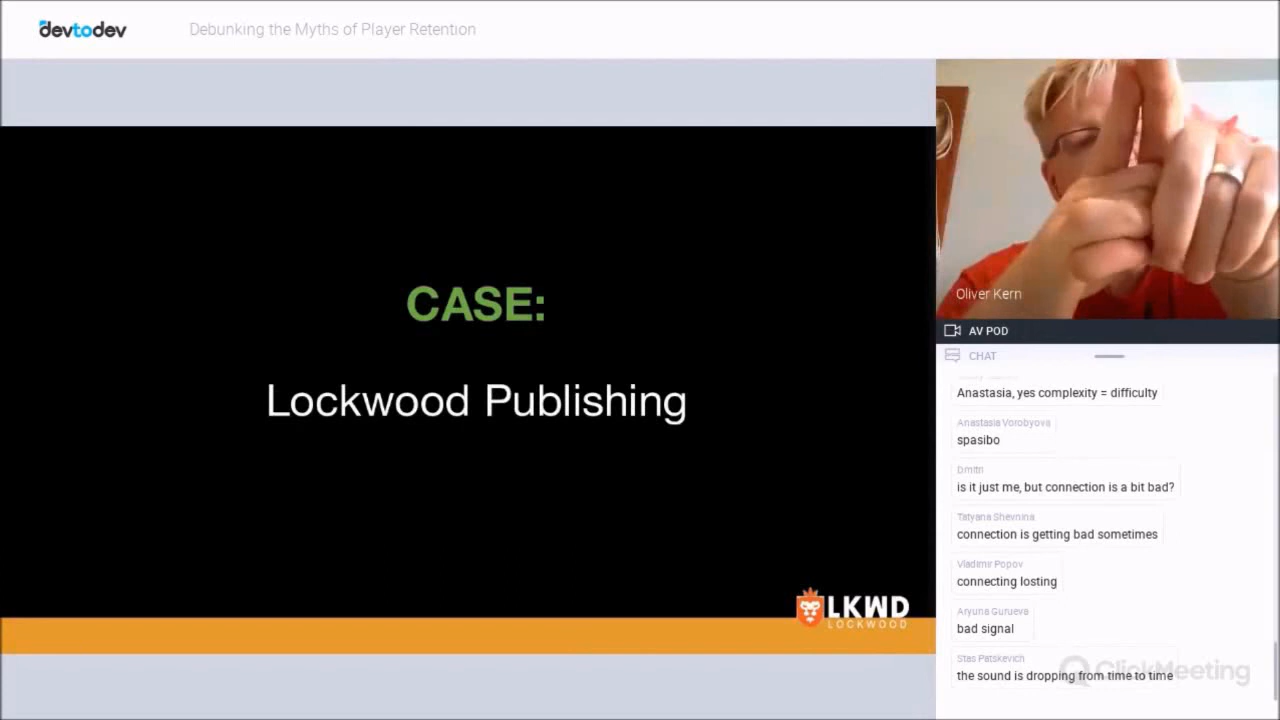 devtodev
Debunking the Myths of Player Retention
CASE:
Lockwood Publishing
LKWD
LOCKWOOD
Oliver Kern
AV POD
CHAT
Anastasia, yes complexity = difficulty
Anastasia Vorobyova
spasibo
Dmitri
is it just me, but connection is a bit bad?
Tatyana Shevnina
connection is getting bad sometimes
Vladimir Popov
connecting losting
Aryuna Gurueva
bad signal
Stas Patskevich
the sound is dropping from time to time
ClickMeeting